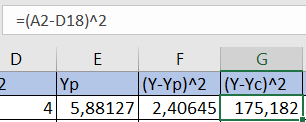 =(A2-D18)^2
D E F G
2 Yp (Y-Yp)^2 (Y-Yc)^2
4 5,88127 2,40645 175,182